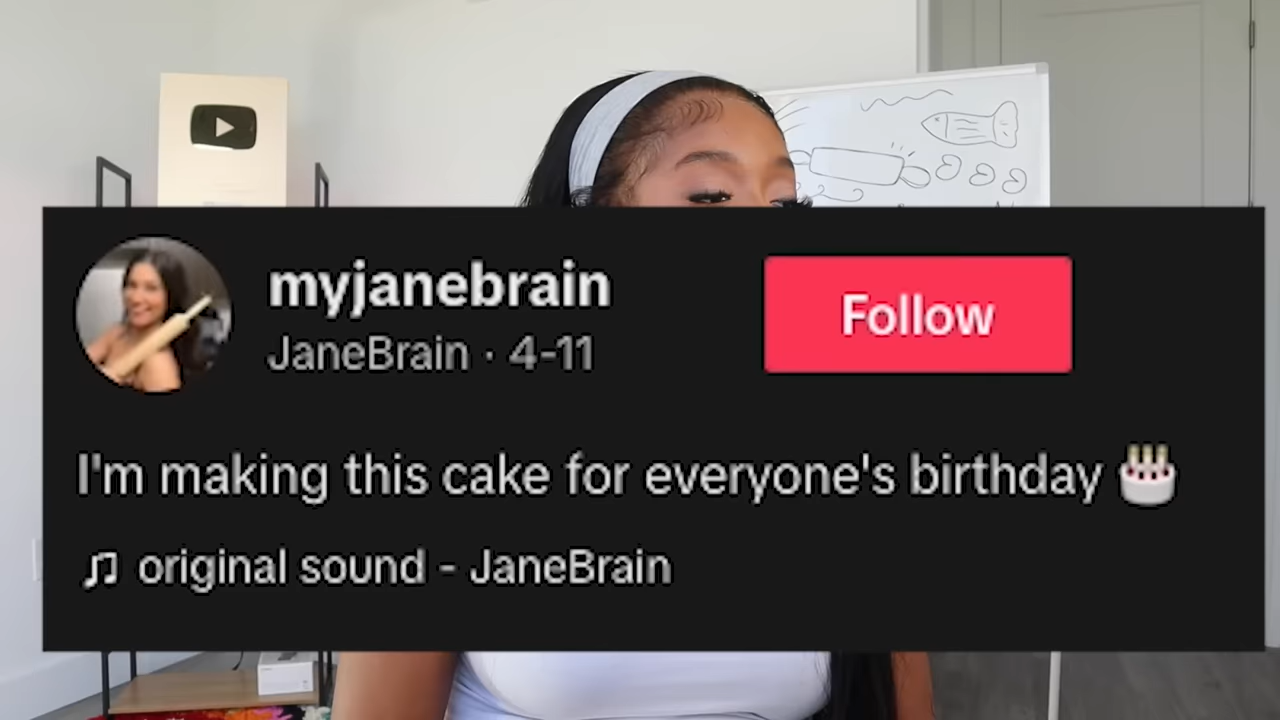 myjanebrain
JaneBrain · 4-11
Follow
I'm making this cake for everyone's birthday 🎂
♫ original sound - JaneBrain